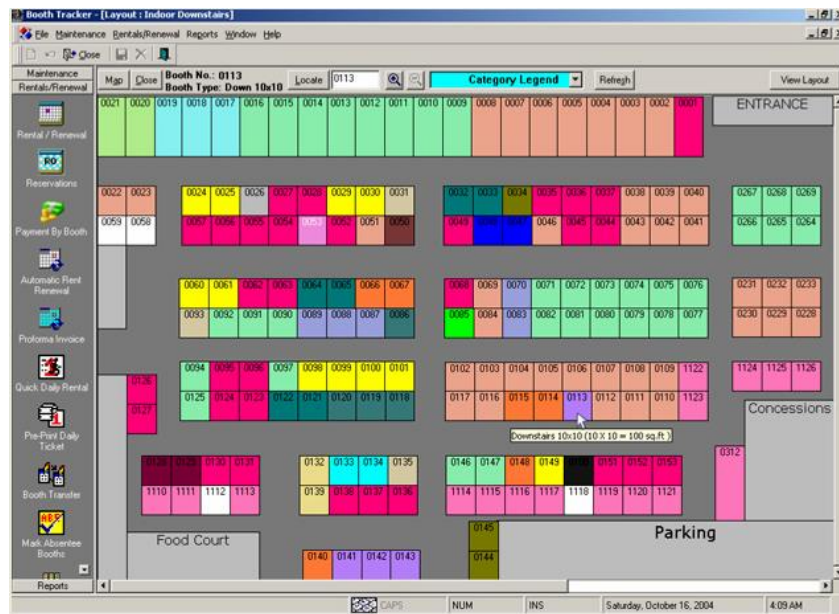 Booth Tracker - [Layout : Indoor Downstairs]
File Maintenance Rentals/Renewal Reports Window Help
Close
Maintenance
Rentals/Renewal
Map Close Booth No.: 0113 Locate 0113 Category Legend Refresh View Layout
Booth Type: Down 10x10
Rental / Renewal
Reservations
Payment By Booth
Automatic Rent
Renewal
Proforma Invoice
Quick Daily Rental
Pre-Print Daily
Ticket
Booth Transfer
Mark Absentee
Booths
Reports
0021 0020 0019 0018 0017 0016 0015 0014 0013 0012 0011 0010 0009 0008 0007 0006 0005 0004 0003 0002 0001 ENTRANCE
0022 0023 0024 0025 0026 0027 0028 0029 0030 0031 0032 0033 0034 0035 0036 0037 0038 0039 0040 0267 0268 0269
0059 0058 0057 0056 0055 0054 0053 0052 0051 0050 0049 0046 0045 0044 0043 0042 0041 0266 0265 0264
0060 0061 0062 0063 0064 0065 0066 0067 0068 0069 0070 0071 0072 0073 0074 0075 0076 0231 0232 0233
0093 0092 0091 0090 0089 0088 0087 0086 0085 0084 0083 0082 0081 0080 0079 0078 0077 0230 0229 0228
0094 0095 0096 0097 0098 0099 0100 0101 0102 0103 0104 0105 0106 0107 0108 0109 1122 1124 1125 1126
0126 0125 0124 0123 0122 0121 0120 0119 0118 0117 0116 0115 0114 0113 0112 0111 0110 1123
0127
Concessions
Downstairs 10x10 (10 X 10 = 100 sq.ft )
0312
0130 0131 0132 0133 0134 0135 0146 0147 0148 0149 0151 0152 0153
1110 1111 1112 1113 0139 0138 0137 0136 1114 1115 1116 1117 1118 1119 1120 1121
Food Court
0145
Parking
0140 0141 0142 0143 0144
CAPS NUM INS Saturday, October 16, 2004 4:09 AM